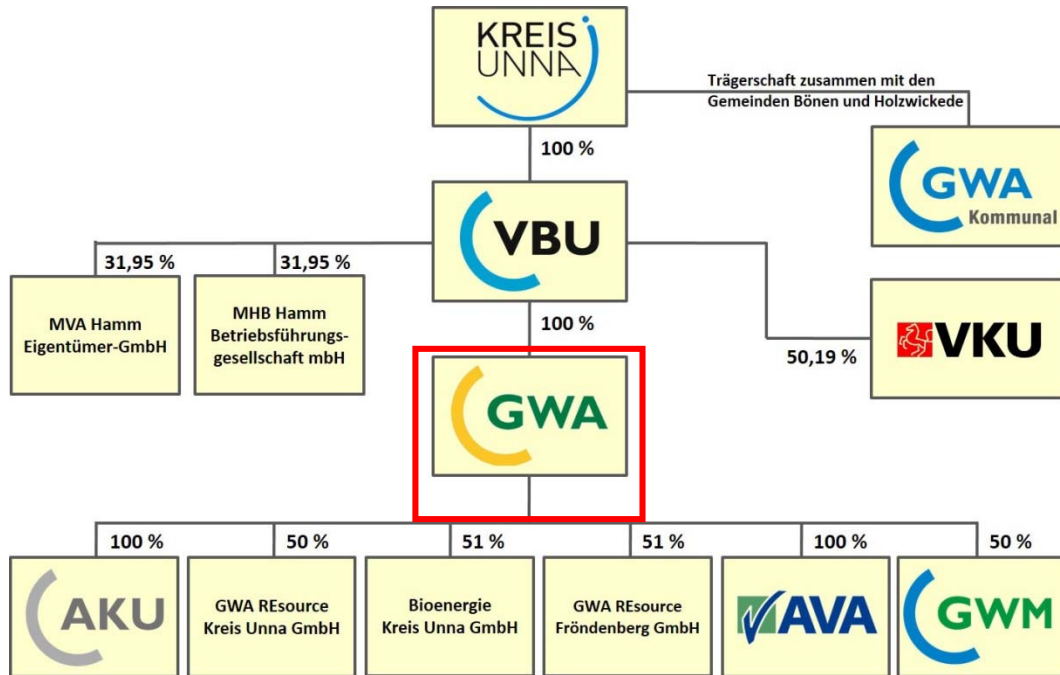 KREIS
UNNA
Trägerschaft zusammen mit den
Gemeinden Bönen und Holzwickede
100 %
GWA
Kommunal
VBU
31,95 %
31,95 %
MVA Hamm
Eigentümer-GmbH
MHB Hamm
Betriebsführungs-
gesellschaft mbH
100 %
50,19 %
VKU
GWA
100 %
50 %
51 %
51 %
100 %
50 %
AKU
GWA REsource
Kreis Unna GmbH
Bioenergie
Kreis Unna GmbH
GWA REsource
Fröndenberg GmbH
AVA
GWM